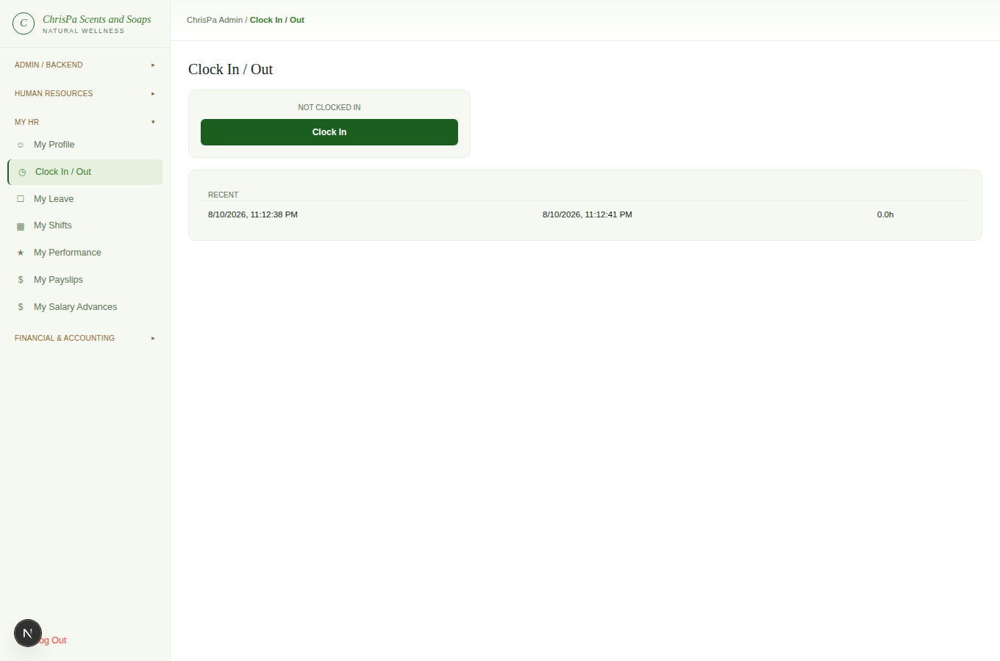 C
ChrisPa Scents and Soaps
NATURAL WELLNESS
ChrisPa Admin / Clock In / Out
ADMIN / BACKEND
HUMAN RESOURCES
MY HR
My Profile
Clock In / Out
My Leave
My Shifts
My Performance
$ My Payslips
$ My Salary Advances
FINANCIAL & ACCOUNTING
Clock In / Out
NOT CLOCKED IN
Clock In
RECENT
8/10/2026, 11:12:38 PM 8/10/2026, 11:12:41 PM 0.0h
N
Out